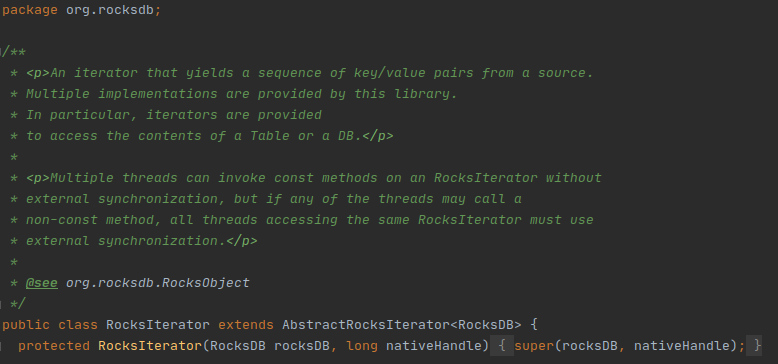 package org.rocksdb;
/**
* <p>An iterator that yields a sequence of key/value pairs from a source.
* Multiple implementations are provided by this library.
* In particular, iterators are provided
* to access the contents of a Table or a DB.</p>
*
* <p>Multiple threads can invoke const methods on an RocksIterator without
* external synchronization, but if any of the threads may call a
* non-const method, all threads accessing the same RocksIterator must use
* external synchronization.</p>
*
* @see org.rocksdb.RocksObject
*/
public class RocksIterator extends AbstractRocksIterator<RocksDB> {
protected RocksIterator(RocksDB rocksDB, long nativeHandle) { super(rocksDB, nativeHandle); }